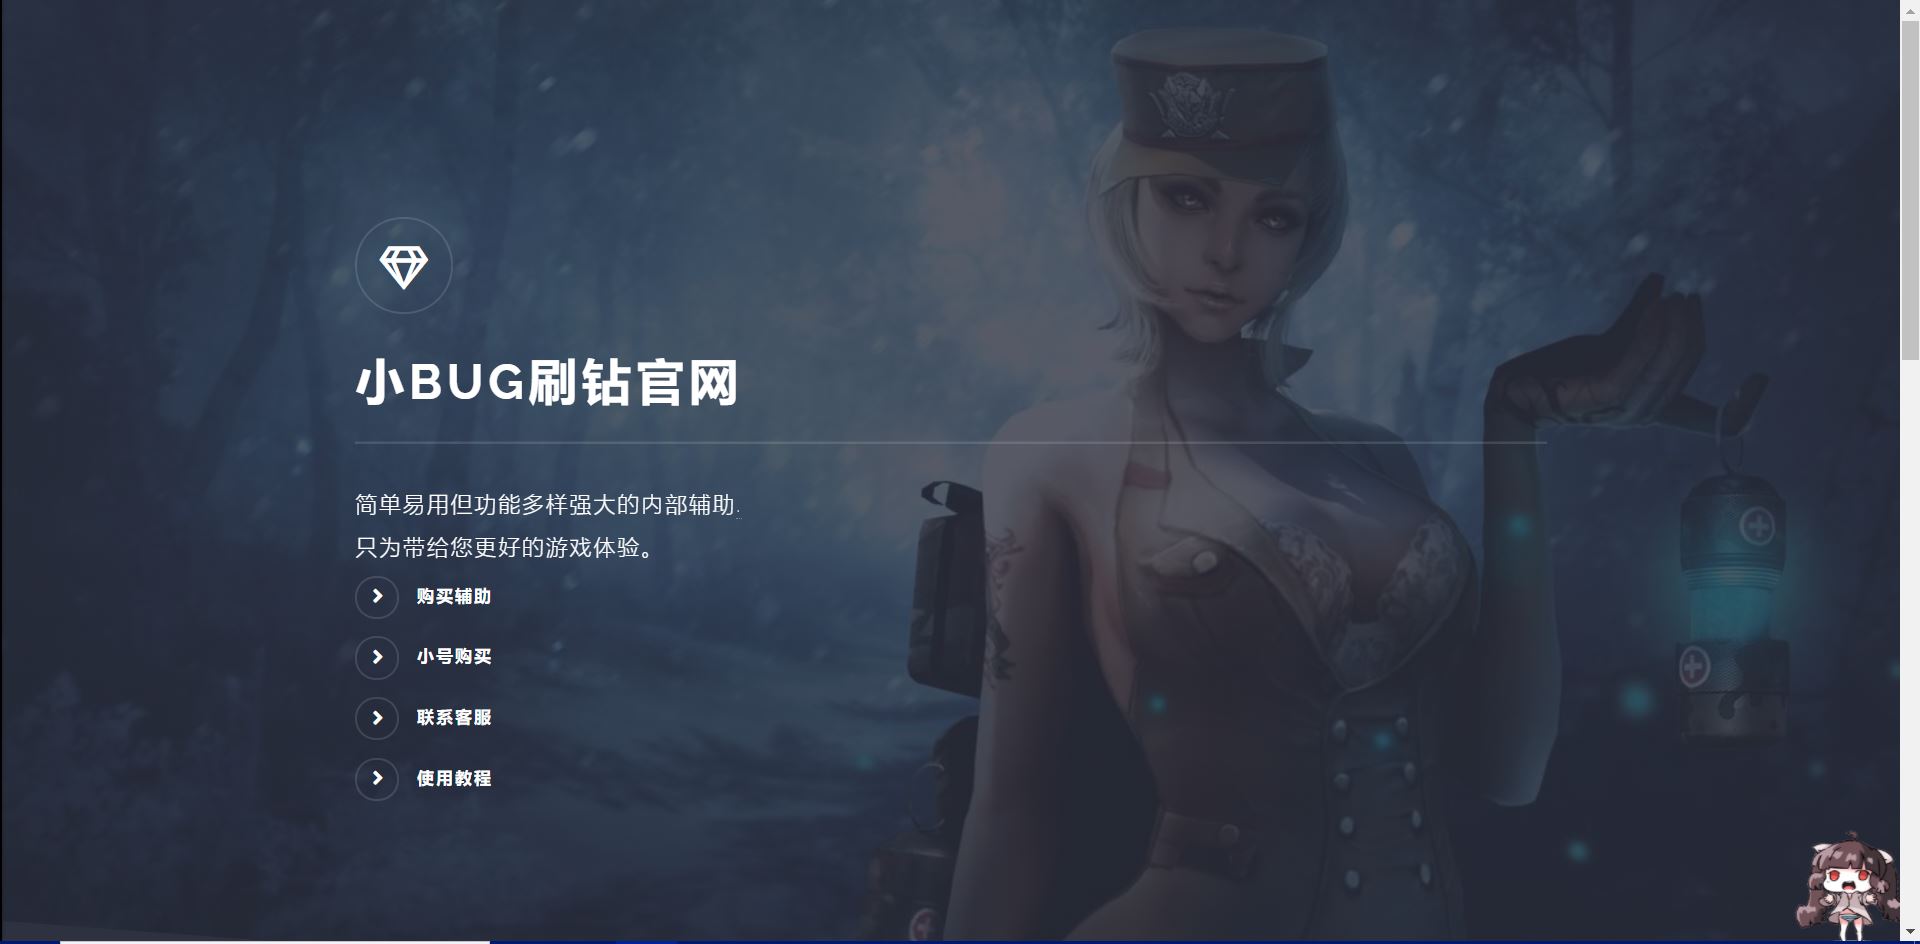 小BUG刷钻官网
简单易用但功能多样强大的内部辅助.
只为带给您更好的游戏体验。
购买辅助
小号购买
联系客服
使用教程